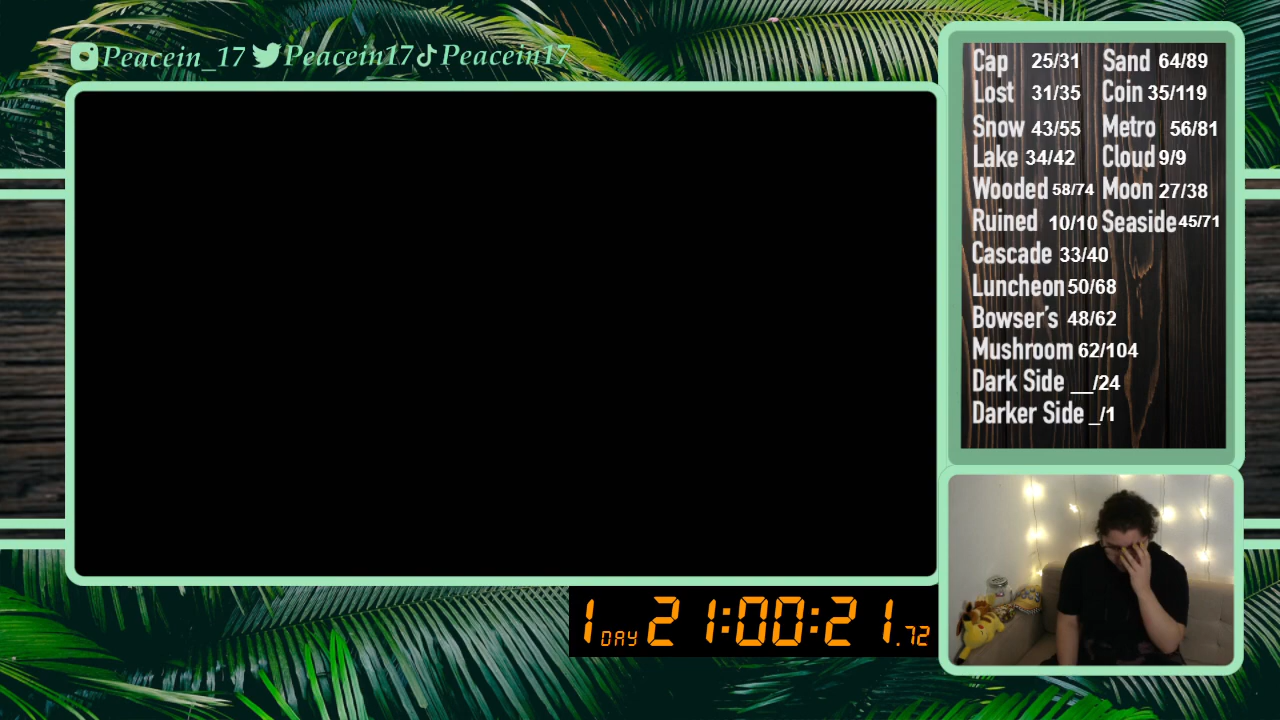 Peacein_17 Peacein17 Peacein17
Cap 25/31 Sand 64/89
Lost 31/35 Coin 35/119
Snow 43/55 Metro 56/81
Lake 34/42 Cloud 9/9
Wooded 58/74 Moon 27/38
Ruined 10/10 Seaside 45/71
Cascade 33/40
Luncheon 50/68
Bowser's 48/62
Mushroom 62/104
Dark Side __/24
Darker Side _/1
1 DAY 21:00:21.72